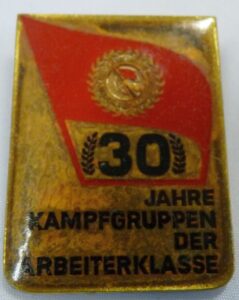 30
JAHRE
KAMPFGRUPPEN
DER
ARBEITERKLASSE